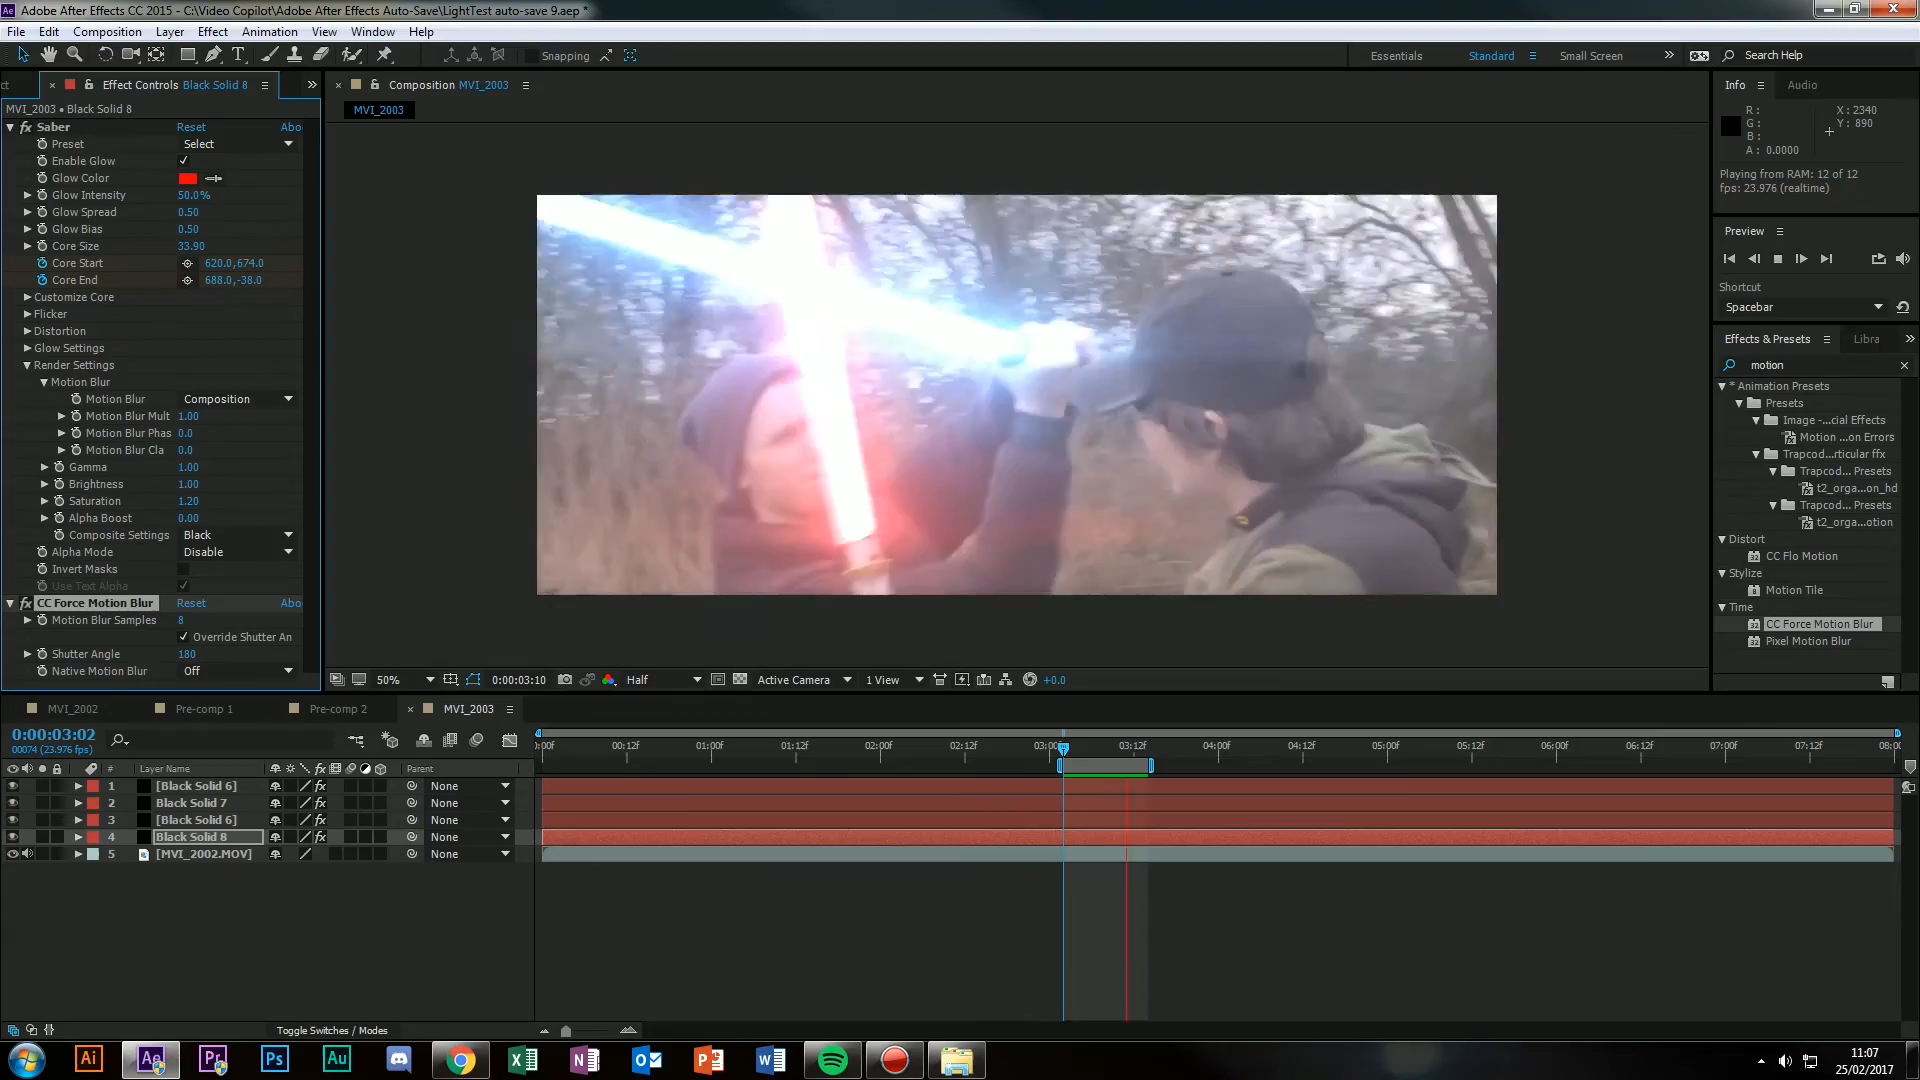 Adobe After Effects CC 2015 - C:\Video Copilot\Adobe After Effects Auto-Save\LightTest auto-save 9.aep *
File Edit Composition Layer Effect Animation View Window Help
Snapping Essentials Standard Small Screen Search Help
Effect Controls Black Solid 8
MVI_2003 • Black Solid 8
fx Saber Reset Abo
Preset Select
Enable Glow
Glow Color
Glow Intensity 50.0%
Glow Spread 0.50
Glow Bias 0.50
Core Size 33.90
Core Start 620.0,674.0
Core End 688.0,-38.0
Customize Core
Flicker
Distortion
Glow Settings
Render Settings
Motion Blur
Motion Blur Composition
Motion Blur Mult 1.00
Motion Blur Phas 0.0
Motion Blur Cla 0.0
Gamma 1.00
Brightness 1.00
Saturation 1.20
Alpha Boost 0.00
Composite Settings Black
Alpha Mode Disable
Invert Masks
Use Text Alpha
fx CC Force Motion Blur Reset Abo
Motion Blur Samples 8
Override Shutter An
Shutter Angle 180
Native Motion Blur Off
Composition MVI_2003
MVI_2003
50% 0:00:03:10 Half Active Camera 1 View +0.0
Info Audio
R : X : 2340
G : Y : 890
B :
A : 0.0000
Playing from RAM: 12 of 12
fps: 23.976 (realtime)
Preview
Shortcut
Spacebar
Effects & Presets Libra
motion
* Animation Presets
Presets
Image -...cial Effects
Motion ...on Errors
Trapcod...rticular ffx
Trapcod... Presets
t2_orga...on_hd
Trapcod... Presets
t2_orga...otion
Distort
CC Flo Motion
Stylize
Motion Tile
Time
CC Force Motion Blur
Pixel Motion Blur
MVI_2002 Pre-comp 1 Pre-comp 2 MVI_2003
0:00:03:02
00074 (23.976 fps)
:00f 00:12f 01:00f 01:12f 02:00f 02:12f 03:00 03:12f 04:00f 04:12f 05:00f 05:12f 06:00f 06:12f 07:00f 07:12f 08:0
# Layer Name fx Parent
1 [Black Solid 6] fx None
2 Black Solid 7 fx None
3 [Black Solid 6] fx None
4 Black Solid 8 fx None
5 [MVI_2002.MOV] None
Toggle Switches / Modes
Ai Ae Pr Ps Au
11:07
25/02/2017